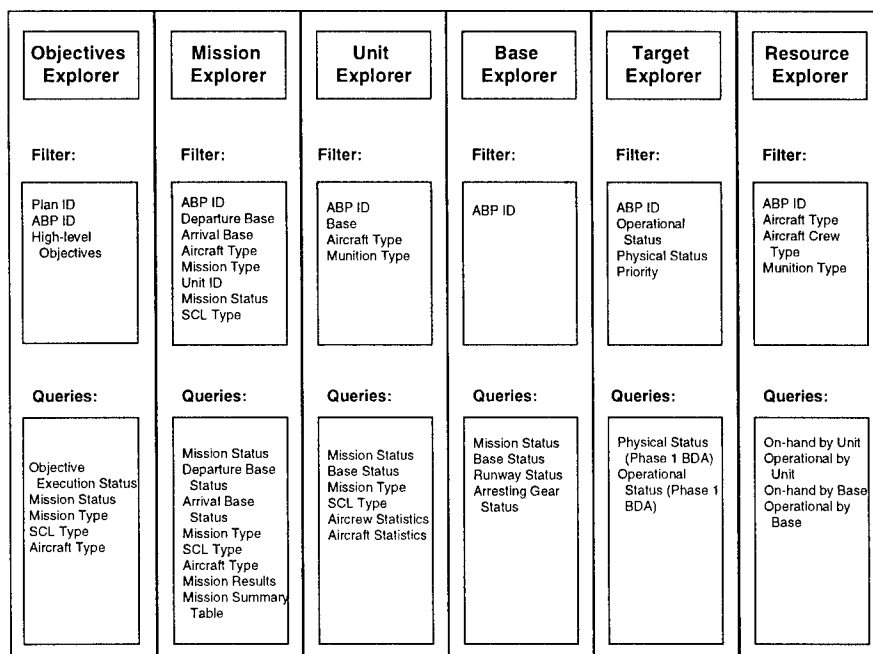 Objectives
Explorer
Filter:
Plan ID
ABP ID
High-level
Objectives
Queries:
Objective
Execution Status
Mission Status
Mission Type
SCL Type
Aircraft Type
Mission
Explorer
Filter:
ABP ID
Departure Base
Arrival Base
Aircraft Type
Mission Type
Unit ID
Mission Status
SCL Type
Queries:
Mission Status
Departure Base
Status
Arrival Base
Status
Mission Type
SCL Type
Aircraft Type
Mission Results
Mission Summary
Table
Unit
Explorer
Filter:
ABP ID
Base
Aircraft Type
Munition Type
Queries:
Mission Status
Base Status
Mission Type
SCL Type
Aircrew Statistics
Aircraft Statistics
Base
Explorer
Filter:
ABP ID
Queries:
Mission Status
Base Status
Runway Status
Arresting Gear
Status
Target
Explorer
Filter:
ABP ID
Operational
Status
Physical Status
Priority
Queries:
Physical Status
(Phase 1 BDA)
Operational
Status (Phase 1
BDA)
Resource
Explorer
Filter:
ABP ID
Aircraft Type
Aircraft Crew
Type
Munition Type
Queries:
On-hand by Unit
Operational by
Unit
On-hand by Base
Operational by
Base